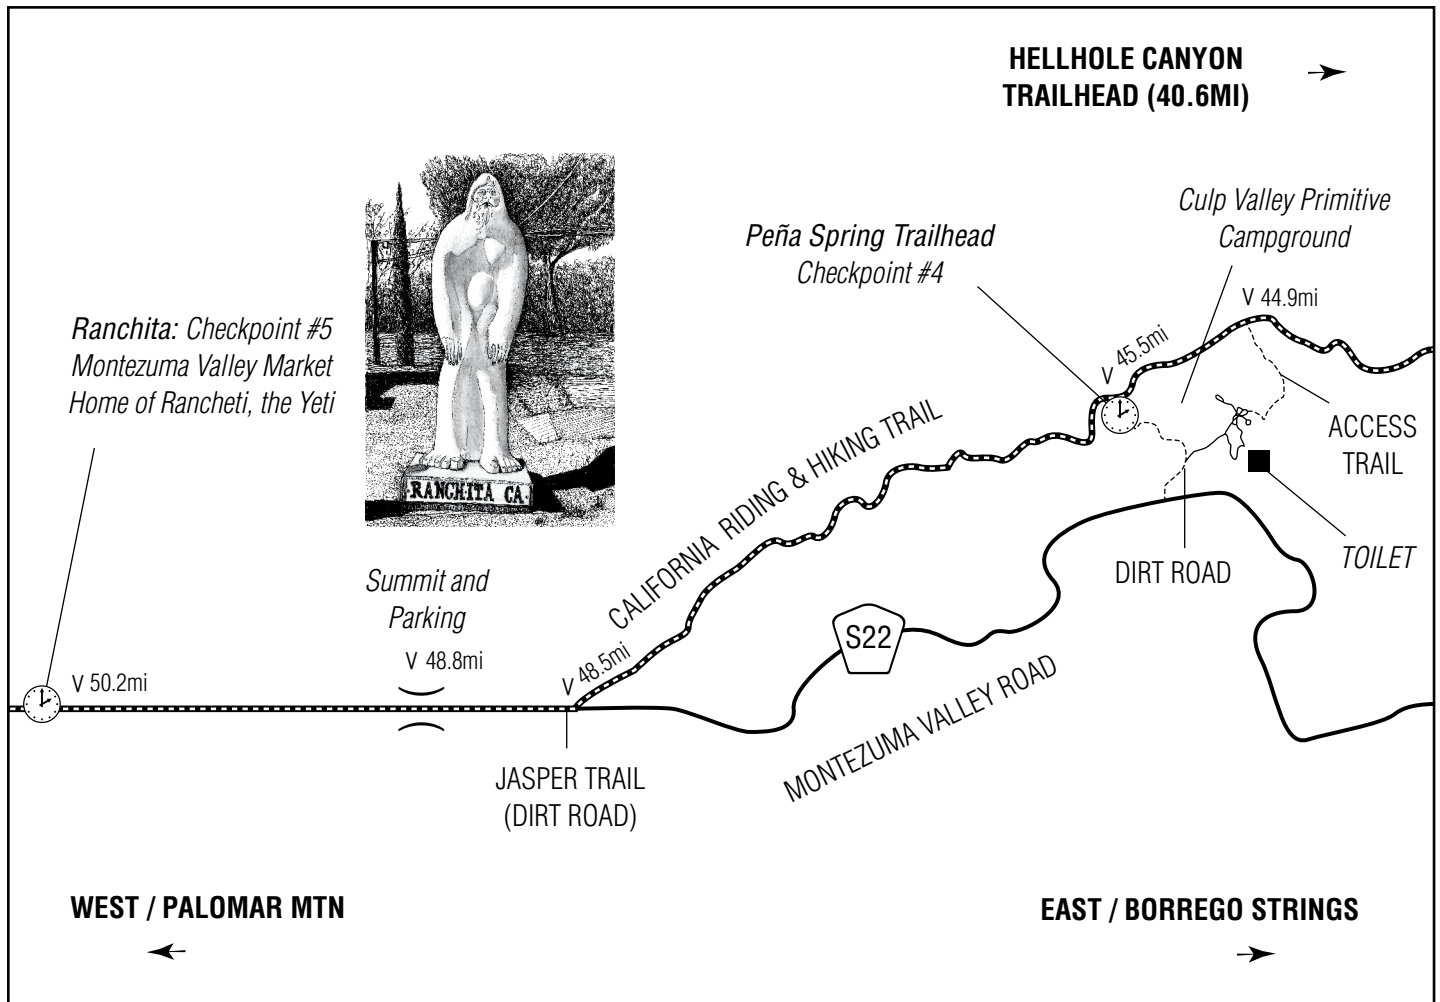 HELLHOLE CANYON
TRAILHEAD (40.6MI)
Culp Valley Primitive
Campground
Peña Spring Trailhead
Checkpoint #4
V 44.9mi
Ranchita: Checkpoint #5
Montezuma Valley Market
Home of Rancheti, the Yeti
V 45.5mi
ACCESS
TRAIL
CALIFORNIA RIDING & HIKING TRAIL
RANCHITA CA
TOILET
DIRT ROAD
Summit and
Parking
V 48.8mi
S22
V 48.5mi
V 50.2mi
MONTEZUMA VALLEY ROAD
JASPER TRAIL
(DIRT ROAD)
WEST / PALOMAR MTN
EAST / BORREGO STRINGS